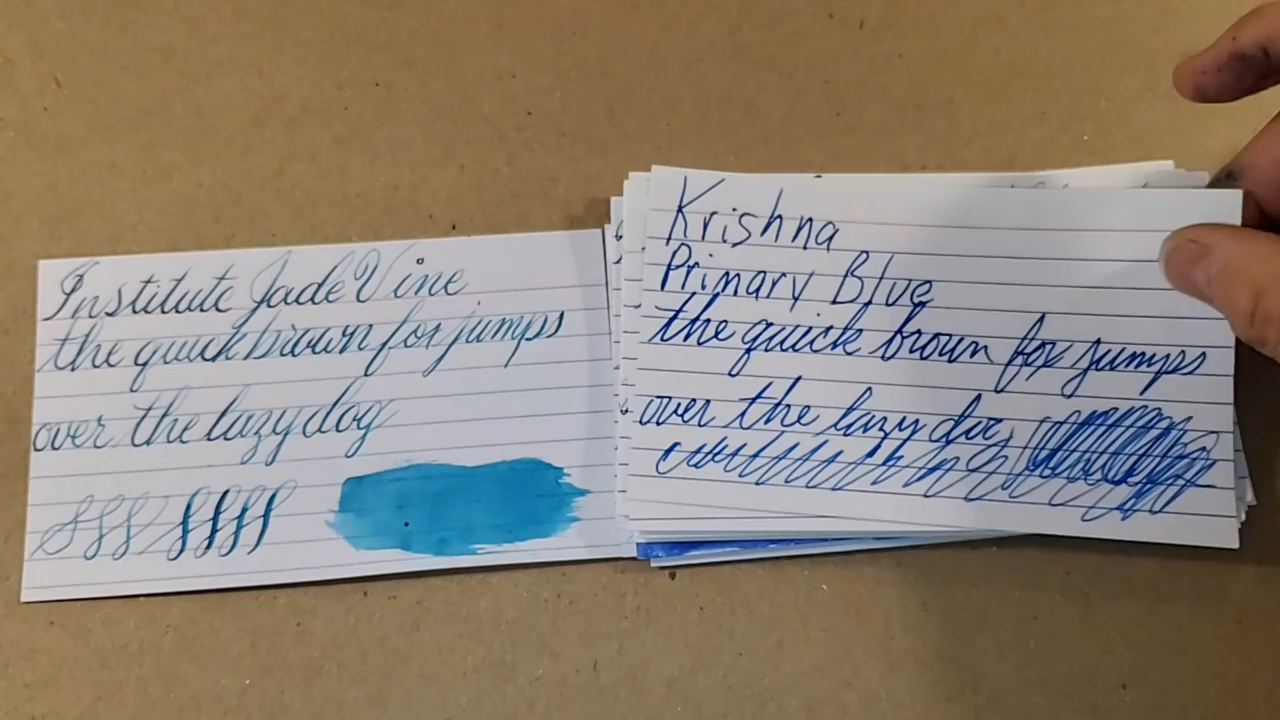 Institute Jade Vine
the quick brown fox jumps
over the lazy dog
Krishna
Primary Blue
the quick brown fox jumps
over the lazy dog